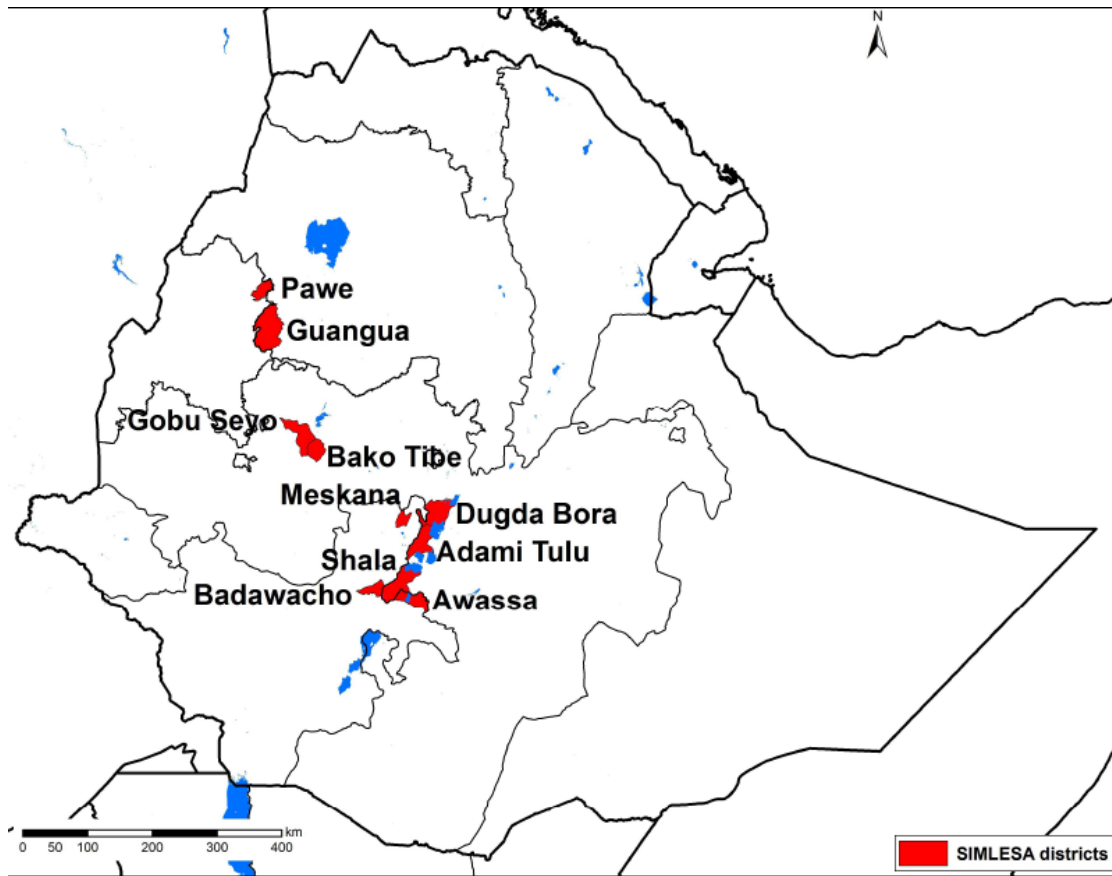 N
Pawe
Guangua
Gobu Seyo
Bako Tibe
Meskana
Dugda Bora
Adami Tulu
Shala
Badawacho
Awassa
km
0 50 100 200 300 400
SIMLESA districts